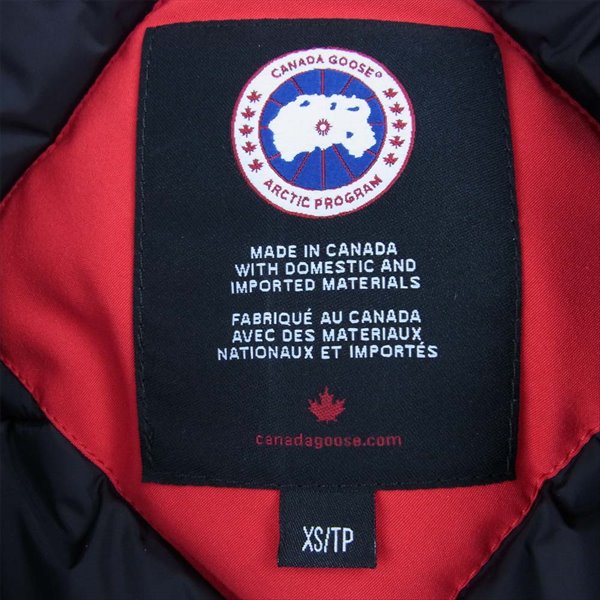 CANADA GOOSE®
ARCTIC PROGRAM
MADE IN CANADA
WITH DOMESTIC AND
IMPORTED MATERIALS
FABRIQUÉ AU CANADA
AVEC DES MATERIAUX
NATIONAUX ET IMPORTÉS
canadagoose.com
XS/TP